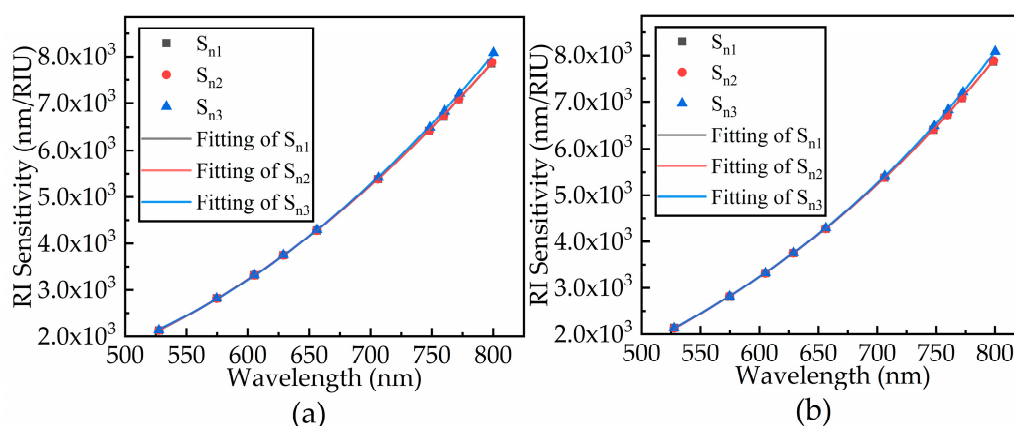 RI Sensitivity (nm/RIU)
8.0x10³
7.0x10³
6.0x10³
5.0x10³
4.0x10³
3.0x10³
2.0x10³
Sn1
Sn2
Sn3
Fitting of Sn1
Fitting of Sn2
Fitting of Sn3
500 550 600 650 700 750 800
Wavelength (nm)
(a)
RI Sensitivity (nm/RIU)
8.0x10³
7.0x10³
6.0x10³
5.0x10³
4.0x10³
3.0x10³
2.0x10³
Sn1
Sn2
Sn3
Fitting of Sn1
Fitting of Sn2
Fitting of Sn3
500 550 600 650 700 750 800
Wavelength (nm)
(b)